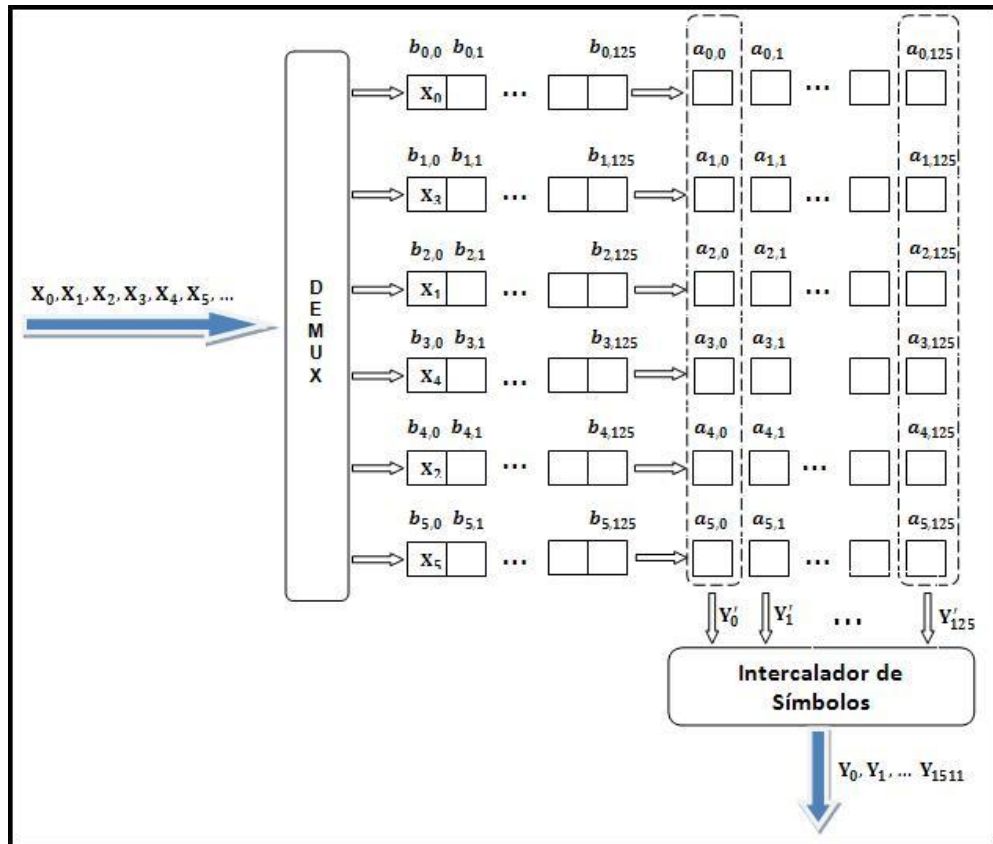 b0,0 b0,1 b0,125 a0,0 a0,1 a0,125
X0 ... ...
b1,0 b1,1 b1,125 a1,0 a1,1 a1,125
X3 ... ...
b2,0 b2,1 b2,125 a2,0 a2,1 a2,125
X0, X1, X2, X3, X4, X5, ...
DEMUX
X1 ... ...
b3,0 b3,1 b3,125 a3,0 a3,1 a3,125
X4
b4,0 b4,1 b4,125 a4,0 a4,1 a4,125
X2 ... ...
b5,0 b5,1 b5,125 a5,0 a5,1 a5,125
X5 ... ...
Y'0 Y'1 ... Y'125
Intercalador de
Símbolos
Y0, Y1, ... Y1511